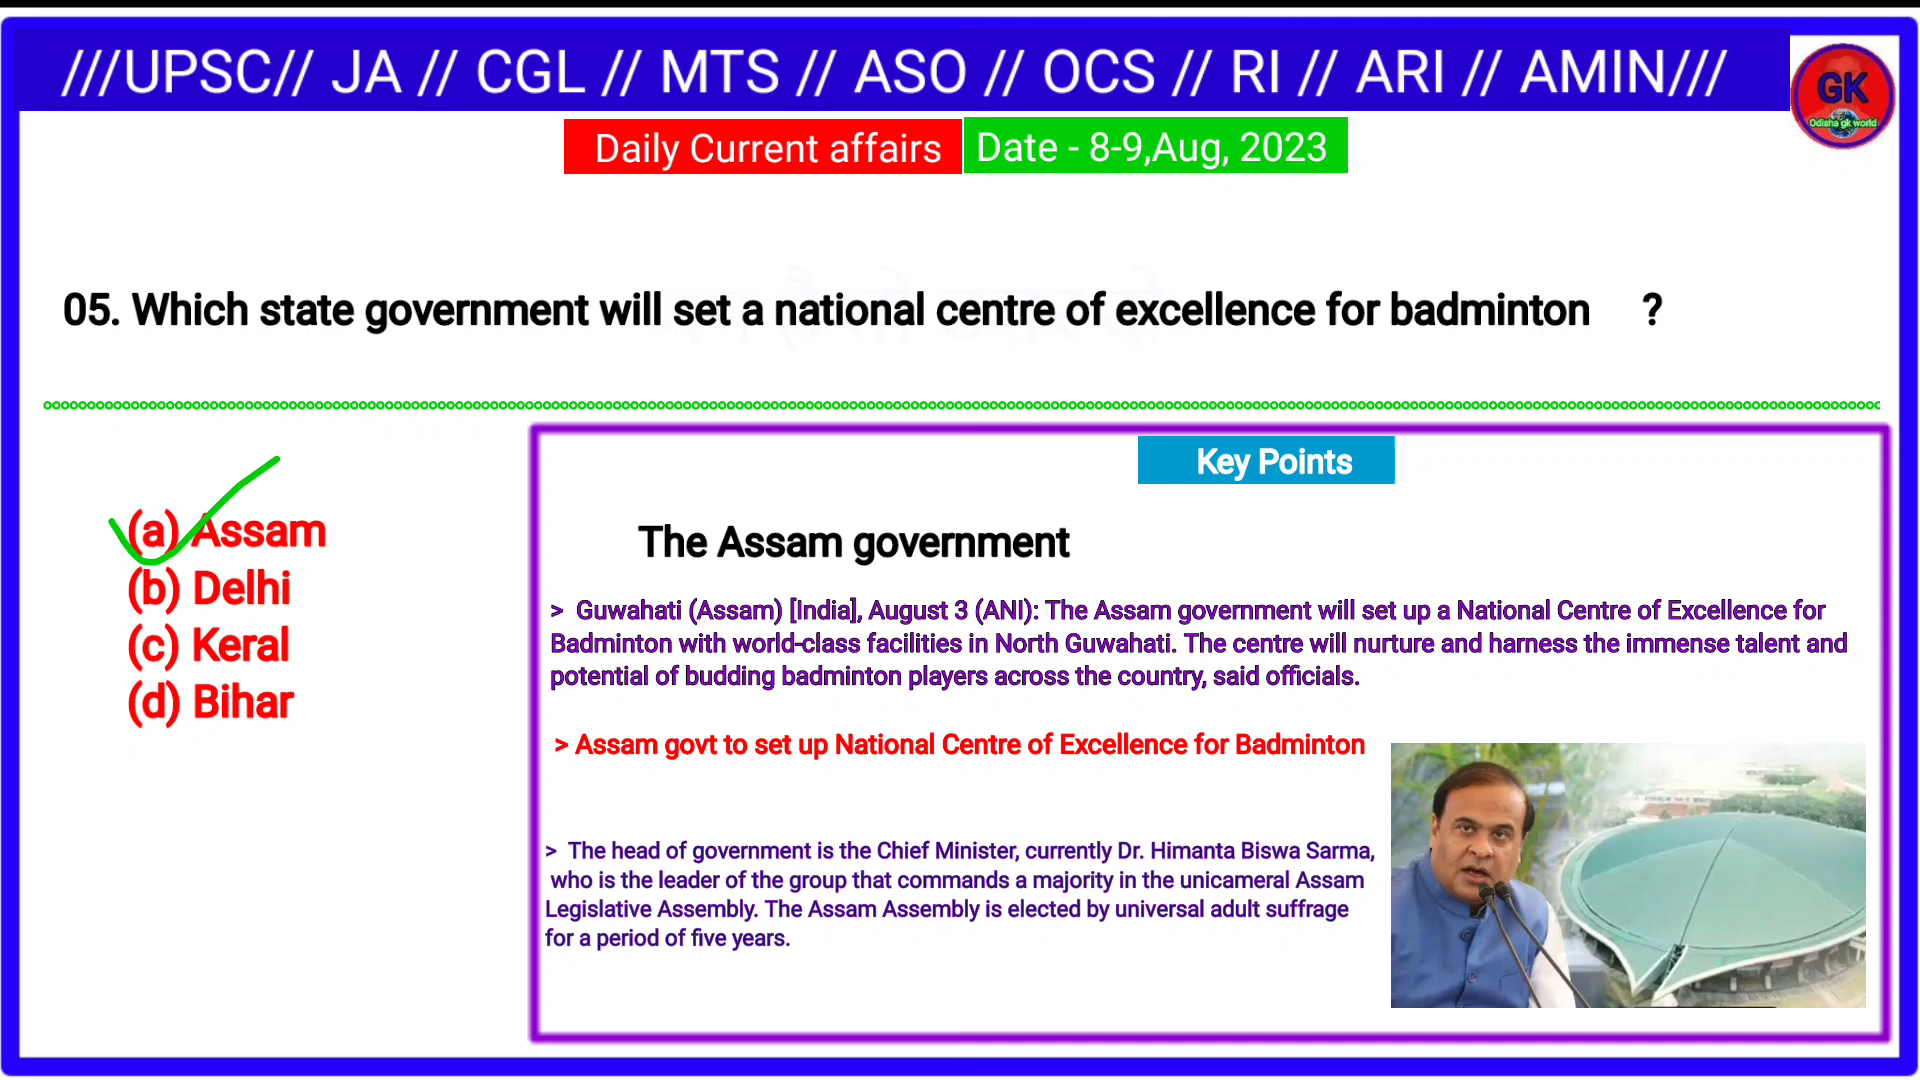 ///UPSC// JA // CGL // MTS // ASO // OCS // RI // ARI // AMIN///
GK
Odisha gk world
Daily Current affairs
Date - 8-9,Aug, 2023
05. Which state government will set a national centre of excellence for badminton ?
(a) Assam
(b) Delhi
(c) Keral
(d) Bihar
Key Points
The Assam government
> Guwahati (Assam) [India], August 3 (ANI): The Assam government will set up a National Centre of Excellence for
Badminton with world-class facilities in North Guwahati. The centre will nurture and harness the immense talent and
potential of budding badminton players across the country, said officials.
> Assam govt to set up National Centre of Excellence for Badminton
> The head of government is the Chief Minister, currently Dr. Himanta Biswa Sarma,
who is the leader of the group that commands a majority in the unicameral Assam
Legislative Assembly. The Assam Assembly is elected by universal adult suffrage
for a period of five years.